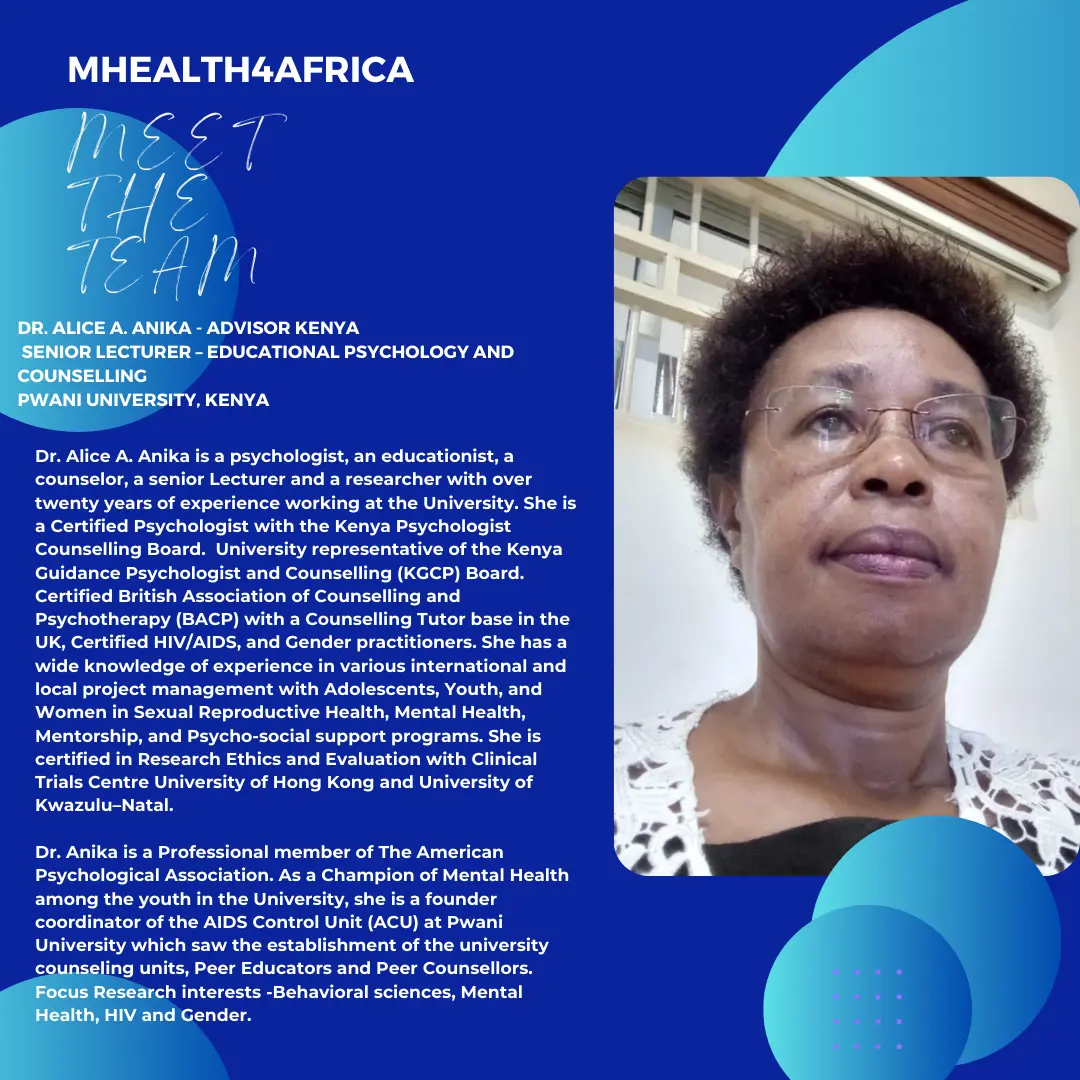 MHEALTH4AFRICA
MEET
THE
TEAM
DR. ALICE A. ANIKA - ADVISOR KENYA
SENIOR LECTURER – EDUCATIONAL PSYCHOLOGY AND
COUNSELLING
PWANI UNIVERSITY, KENYA
Dr. Alice A. Anika is a psychologist, an educationist, a
counselor, a senior Lecturer and a researcher with over
twenty years of experience working at the University. She is
a Certified Psychologist with the Kenya Psychologist
Counselling Board.  University representative of the Kenya
Guidance Psychologist and Counselling (KGCP) Board.
Certified British Association of Counselling and
Psychotherapy (BACP) with a Counselling Tutor base in the
UK, Certified HIV/AIDS, and Gender practitioners. She has a
wide knowledge of experience in various international and
local project management with Adolescents, Youth, and
Women in Sexual Reproductive Health, Mental Health,
Mentorship, and Psycho-social support programs. She is
certified in Research Ethics and Evaluation with Clinical
Trials Centre University of Hong Kong and University of
Kwazulu–Natal.
Dr. Anika is a Professional member of The American
Psychological Association. As a Champion of Mental Health
among the youth in the University, she is a founder
coordinator of the AIDS Control Unit (ACU) at Pwani
University which saw the establishment of the university
counseling units, Peer Educators and Peer Counsellors.
Focus Research interests -Behavioral sciences, Mental
Health, HIV and Gender.